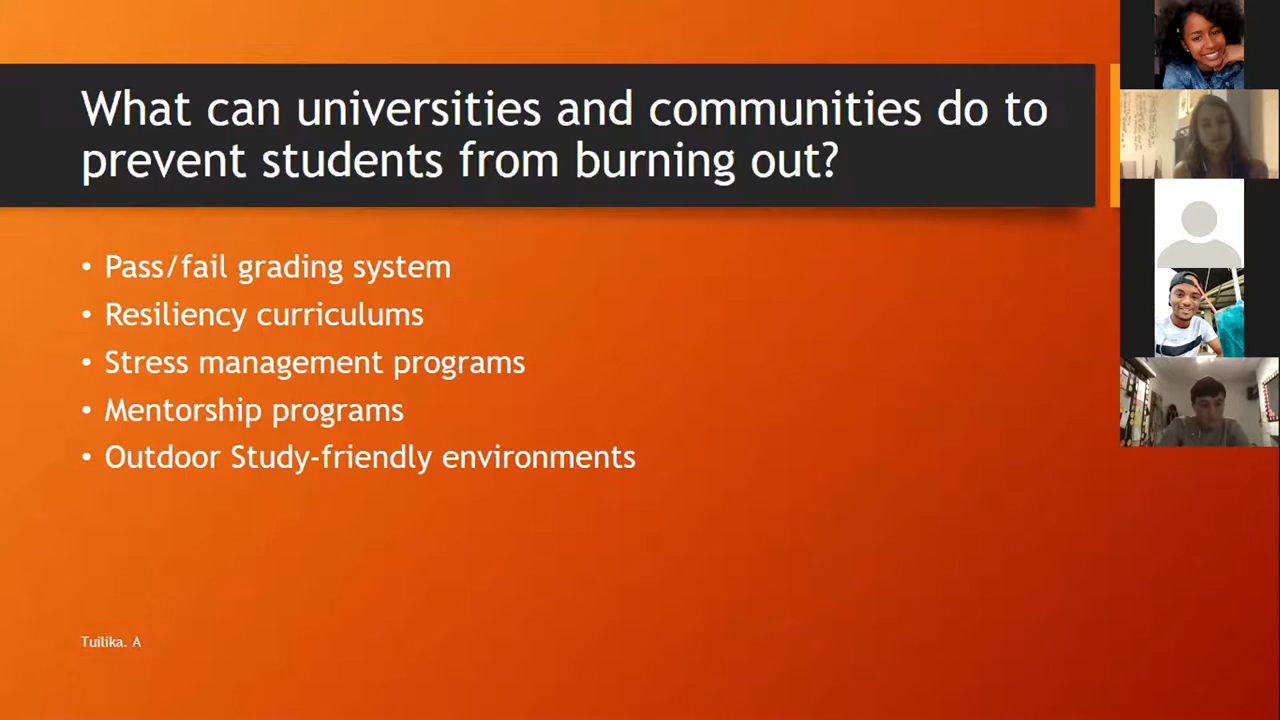 What can universities and communities do to
prevent students from burning out?
• Pass/fail grading system
• Resiliency curriculums
• Stress management programs
• Mentorship programs
• Outdoor Study-friendly environments
Tuilika. A